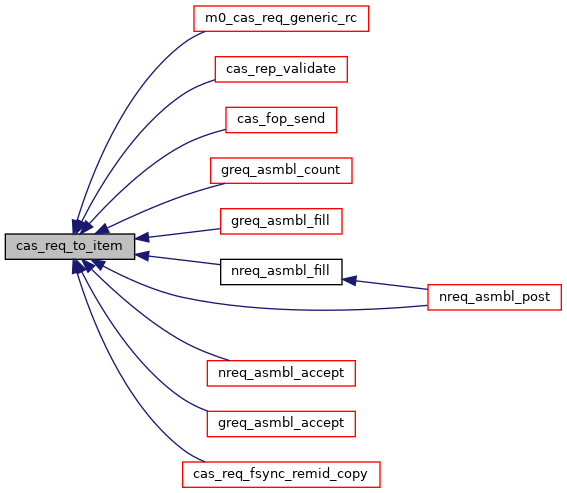 m0_cas_req_generic_rc
cas_rep_validate
cas_fop_send
greq_asmbl_count
greq_asmbl_fill
cas_req_to_item
nreq_asmbl_fill
nreq_asmbl_post
nreq_asmbl_accept
greq_asmbl_accept
cas_req_fsync_remid_copy